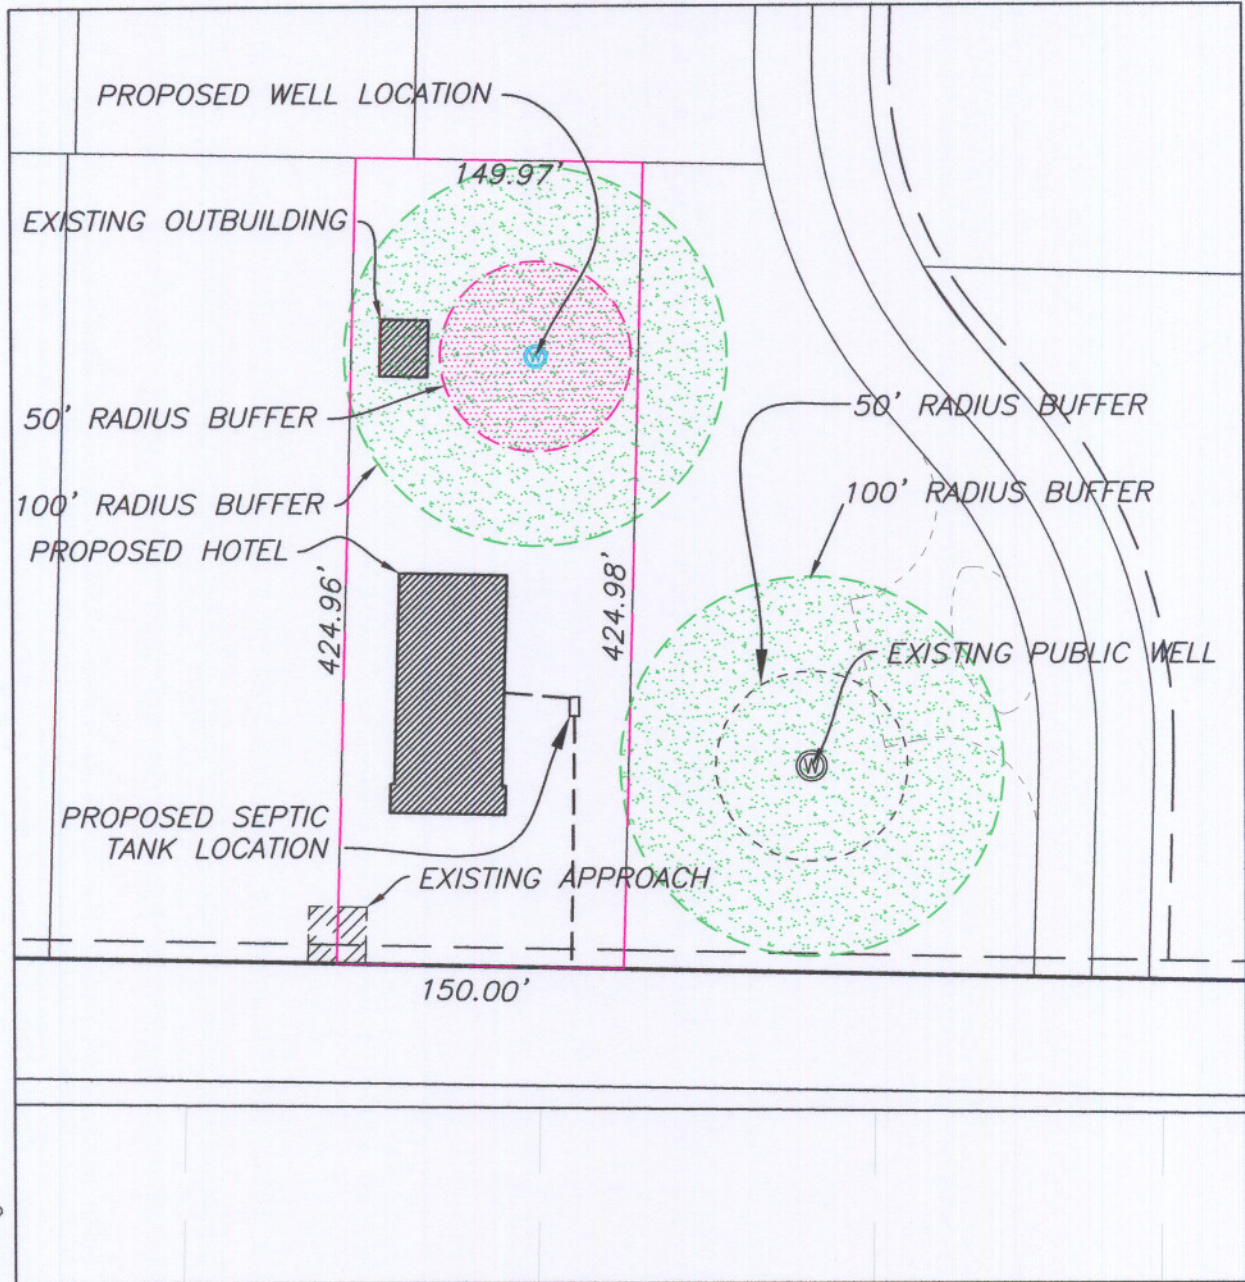 PROPOSED WELL LOCATION
149.97'
EXISTING OUTBUILDING
50' RADIUS BUFFER
50' RADIUS BUFFER
100' RADIUS BUFFER
100' RADIUS BUFFER
PROPOSED HOTEL
424.96'
424.98'
EXISTING PUBLIC WELL
W
W
PROPOSED SEPTIC
TANK LOCATION
EXISTING APPROACH
150.00'